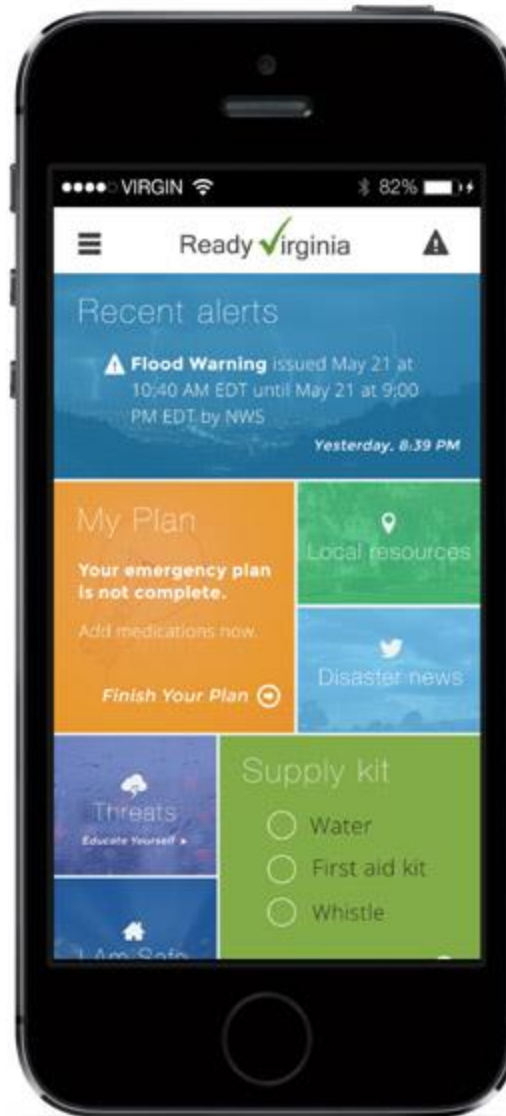 VIRGIN 82%
Ready Virginia
Recent alerts
Flood Warning issued May 21 at
10:40 AM EDT until May 21 at 9:00
PM EDT by NWS
Yesterday, 8:39 PM
My Plan
Your emergency plan
is not complete.
Add medications now.
Finish Your Plan
Local resources
Disaster news
Threats
Educate Yourself »
I Am Safe
Supply kit
Water
First aid kit
Whistle